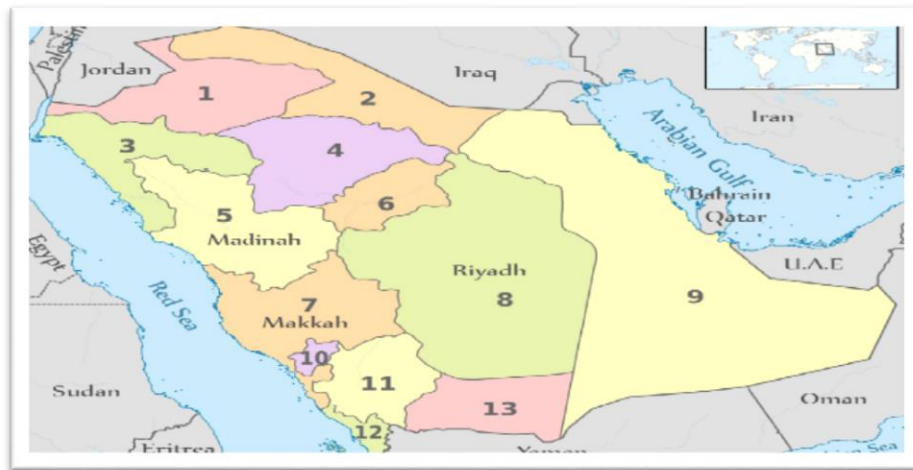 Palestine
Jordan
Iraq
Iran
1
2
3
4
Arabian Gulf
5
Madinah
6
Bahrain
Qatar
Riyadh
8
U.A.E
9
Egypt
Red Sea
7
Makkah
10
11
13
12
Sudan
Oman
Eritrea
Yemen
Sea